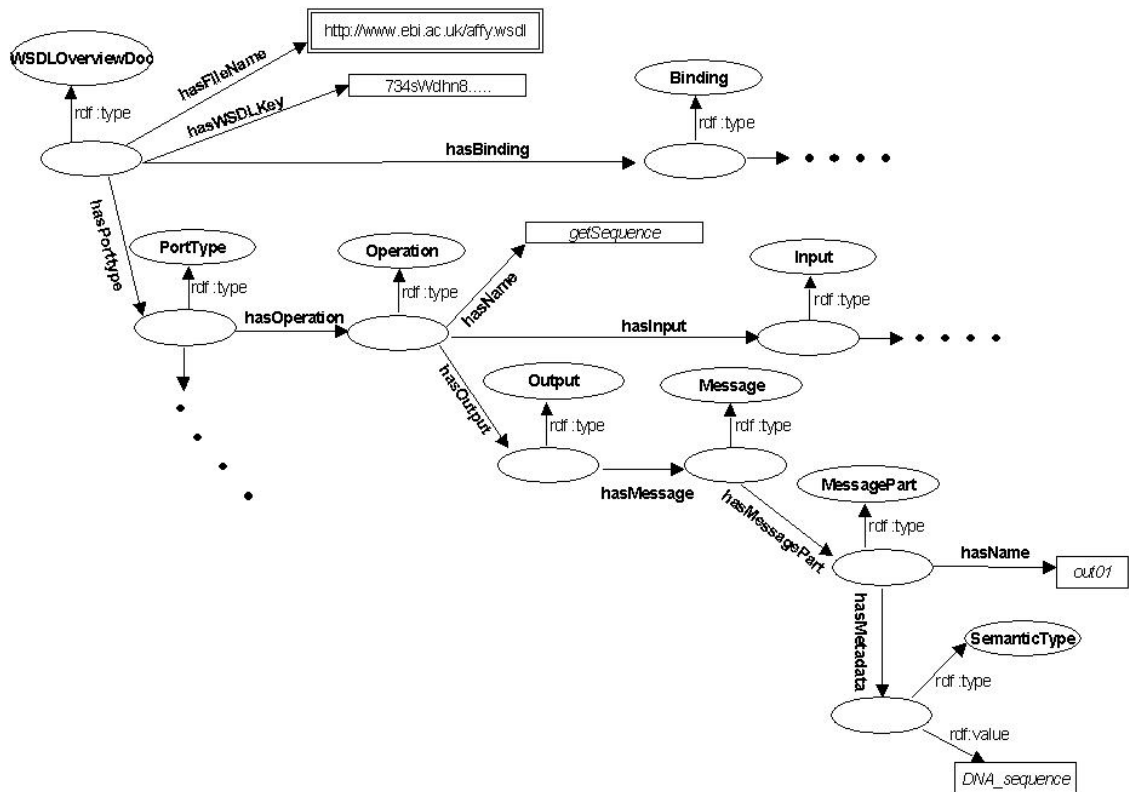 http://www.ebi.ac.uk/affy.wsdl
WSDLOverviewDoc
hasFileName
734sWdhn8.....
Binding
hasWSDLKey
rdf:type
rdf:type
hasBinding
hasPorttype
getSequence
PortType
Operation
Input
rdf:type
rdf:type
hasName
rdf:type
hasOperation
hasInput
hasOutput
Output
Message
rdf:type
rdf:type
hasMessage
hasMessagePart
MessagePart
rdf:type
hasName
out01
hasMetadata
SemanticType
rdf:type
rdf:value
DNA_sequence